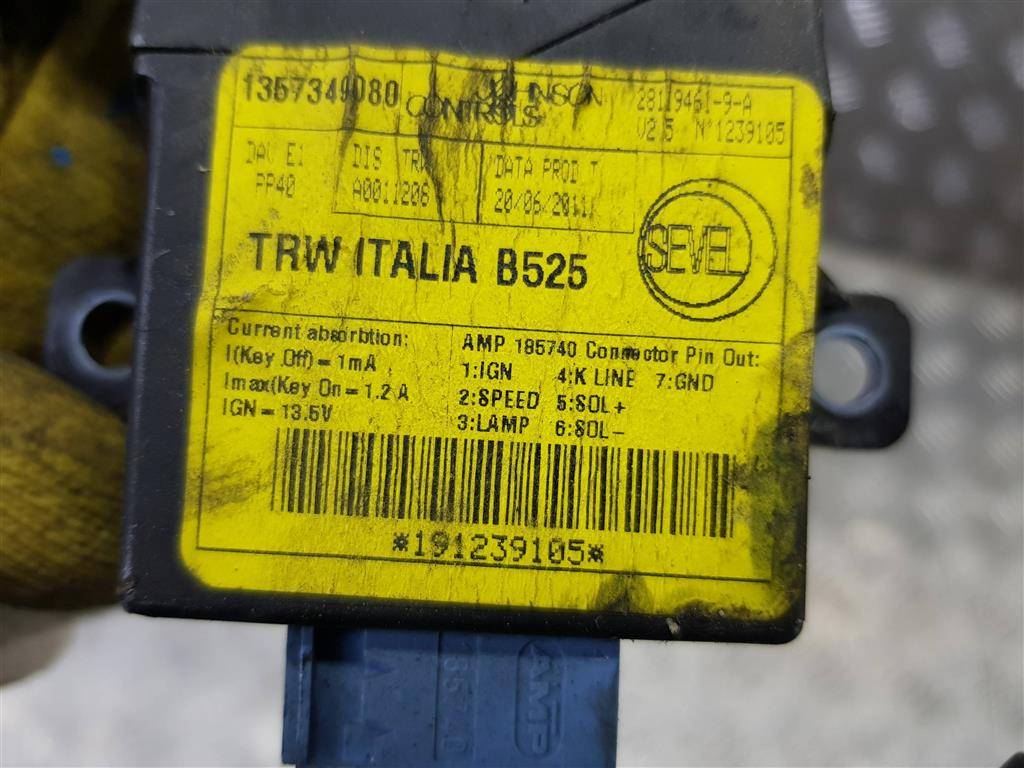 1357349080 JOHNSON CONTROLS 28119461-9-A
V2.5 N°1239105
DAV E1 DIS TRW DATA PROD T
PP40 A0011206 20/06/2011
TRW ITALIA B525 SEVEL
Current absorbtion:
I(Key Off) = 1mA
Imax(Key On = 1.2 A
IGN = 13.5V
AMP 185740 Connector Pin Out:
1:IGN 4:K LINE 7:GND
2:SPEED 5:SOL+
3:LAMP 6:SOL-
*191239105*
AMP